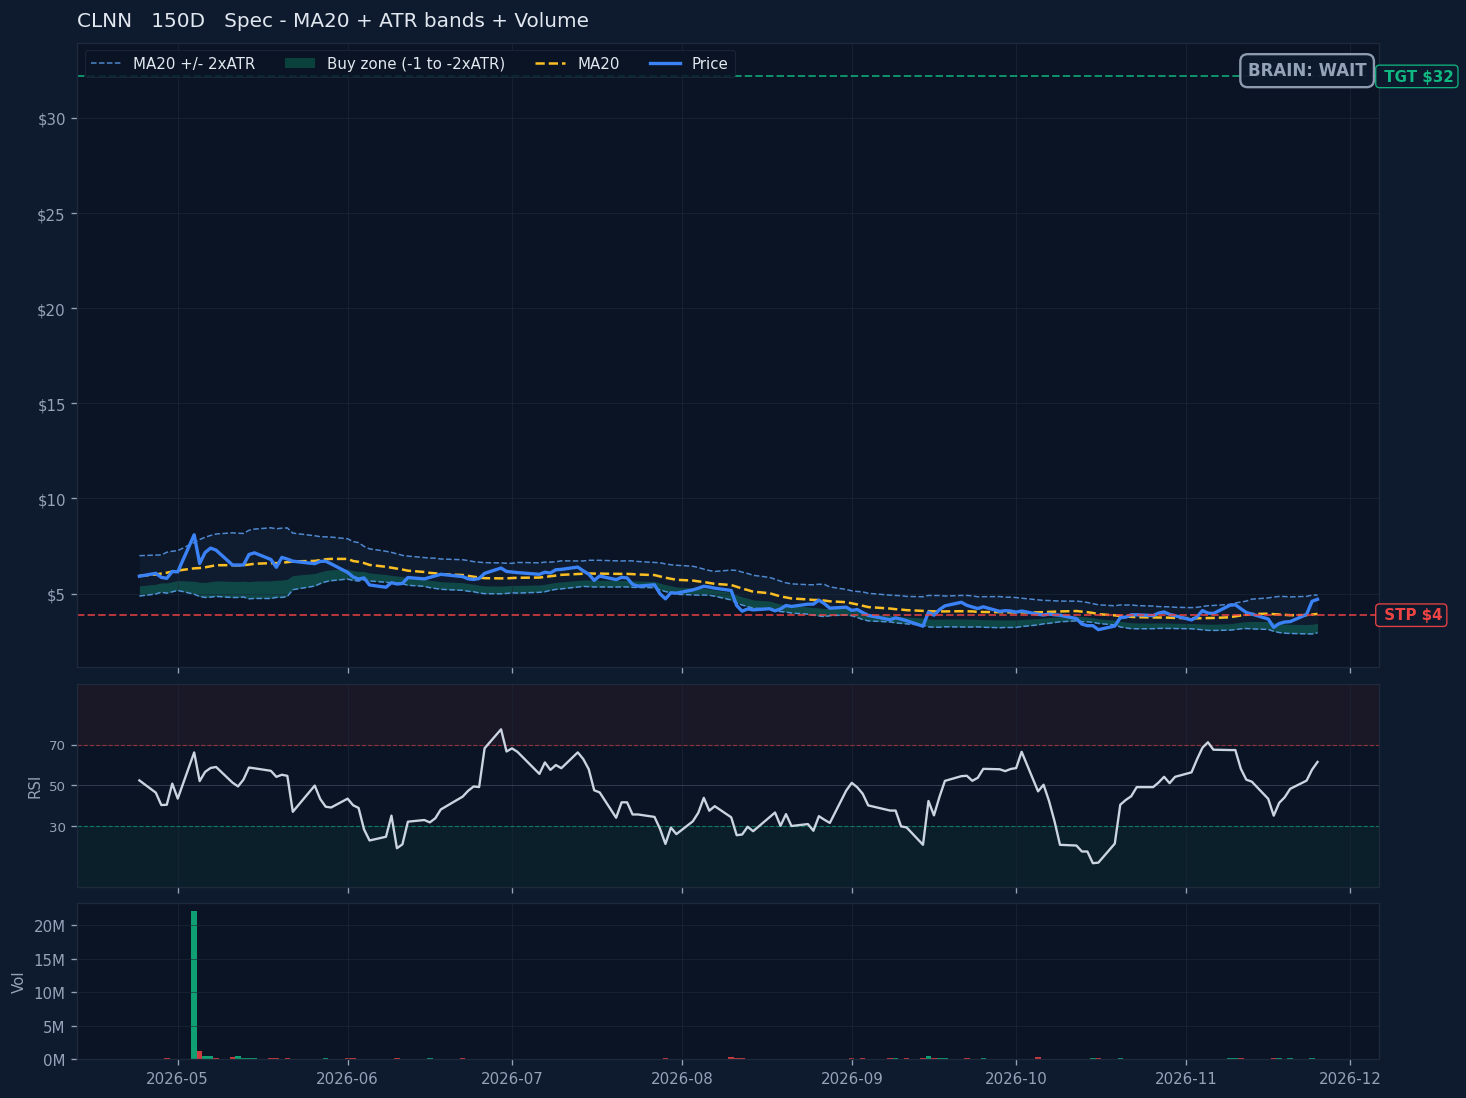 CLNN   150D   Spec - MA20 + ATR bands + Volume
MA20 +/- 2xATR
Buy zone (-1 to -2xATR)
MA20
Price
BRAIN: WAIT
TGT $32
$30
$25
$20
$15
$10
$5
STP $4
RSI
70
50
30
Vol
20M
15M
10M
5M
0M
2026-05
2026-06
2026-07
2026-08
2026-09
2026-10
2026-11
2026-12